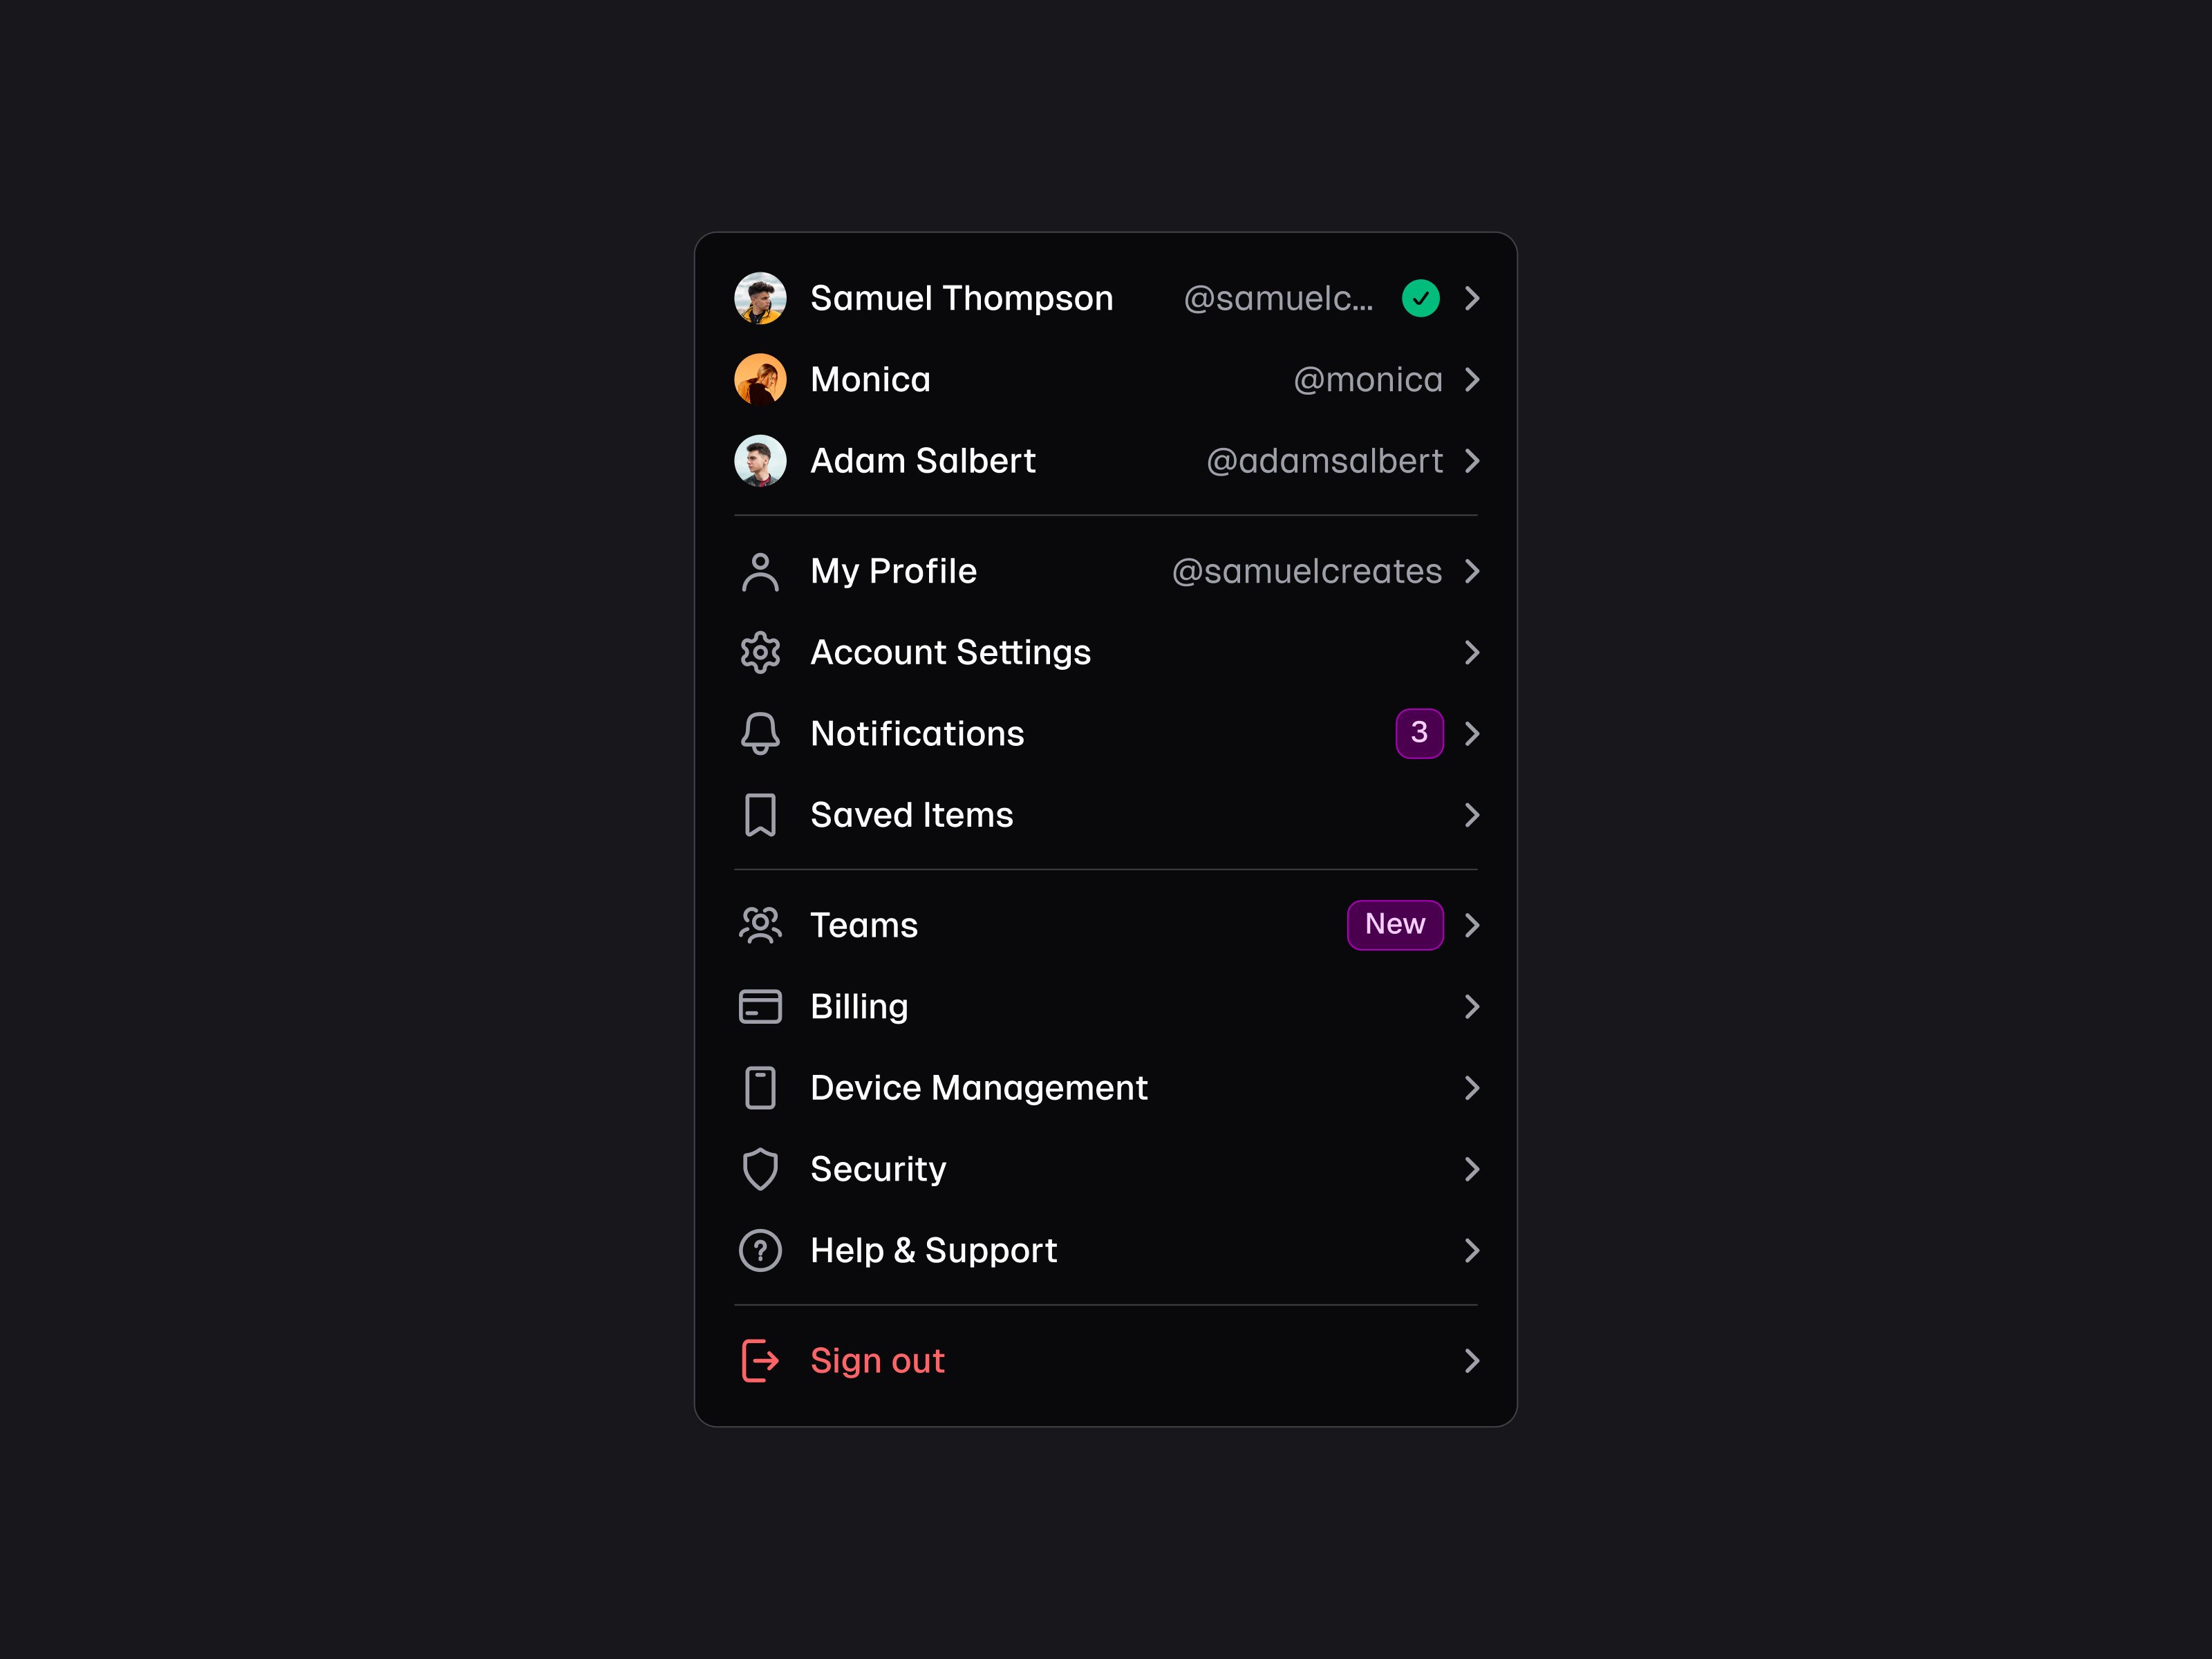 Samuel Thompson @samuelc...
Monica @monica
Adam Salbert @adamsalbert
My Profile @samuelcreates
Account Settings
Notifications 3
Saved Items
Teams New
Billing
Device Management
Security
Help & Support
Sign out